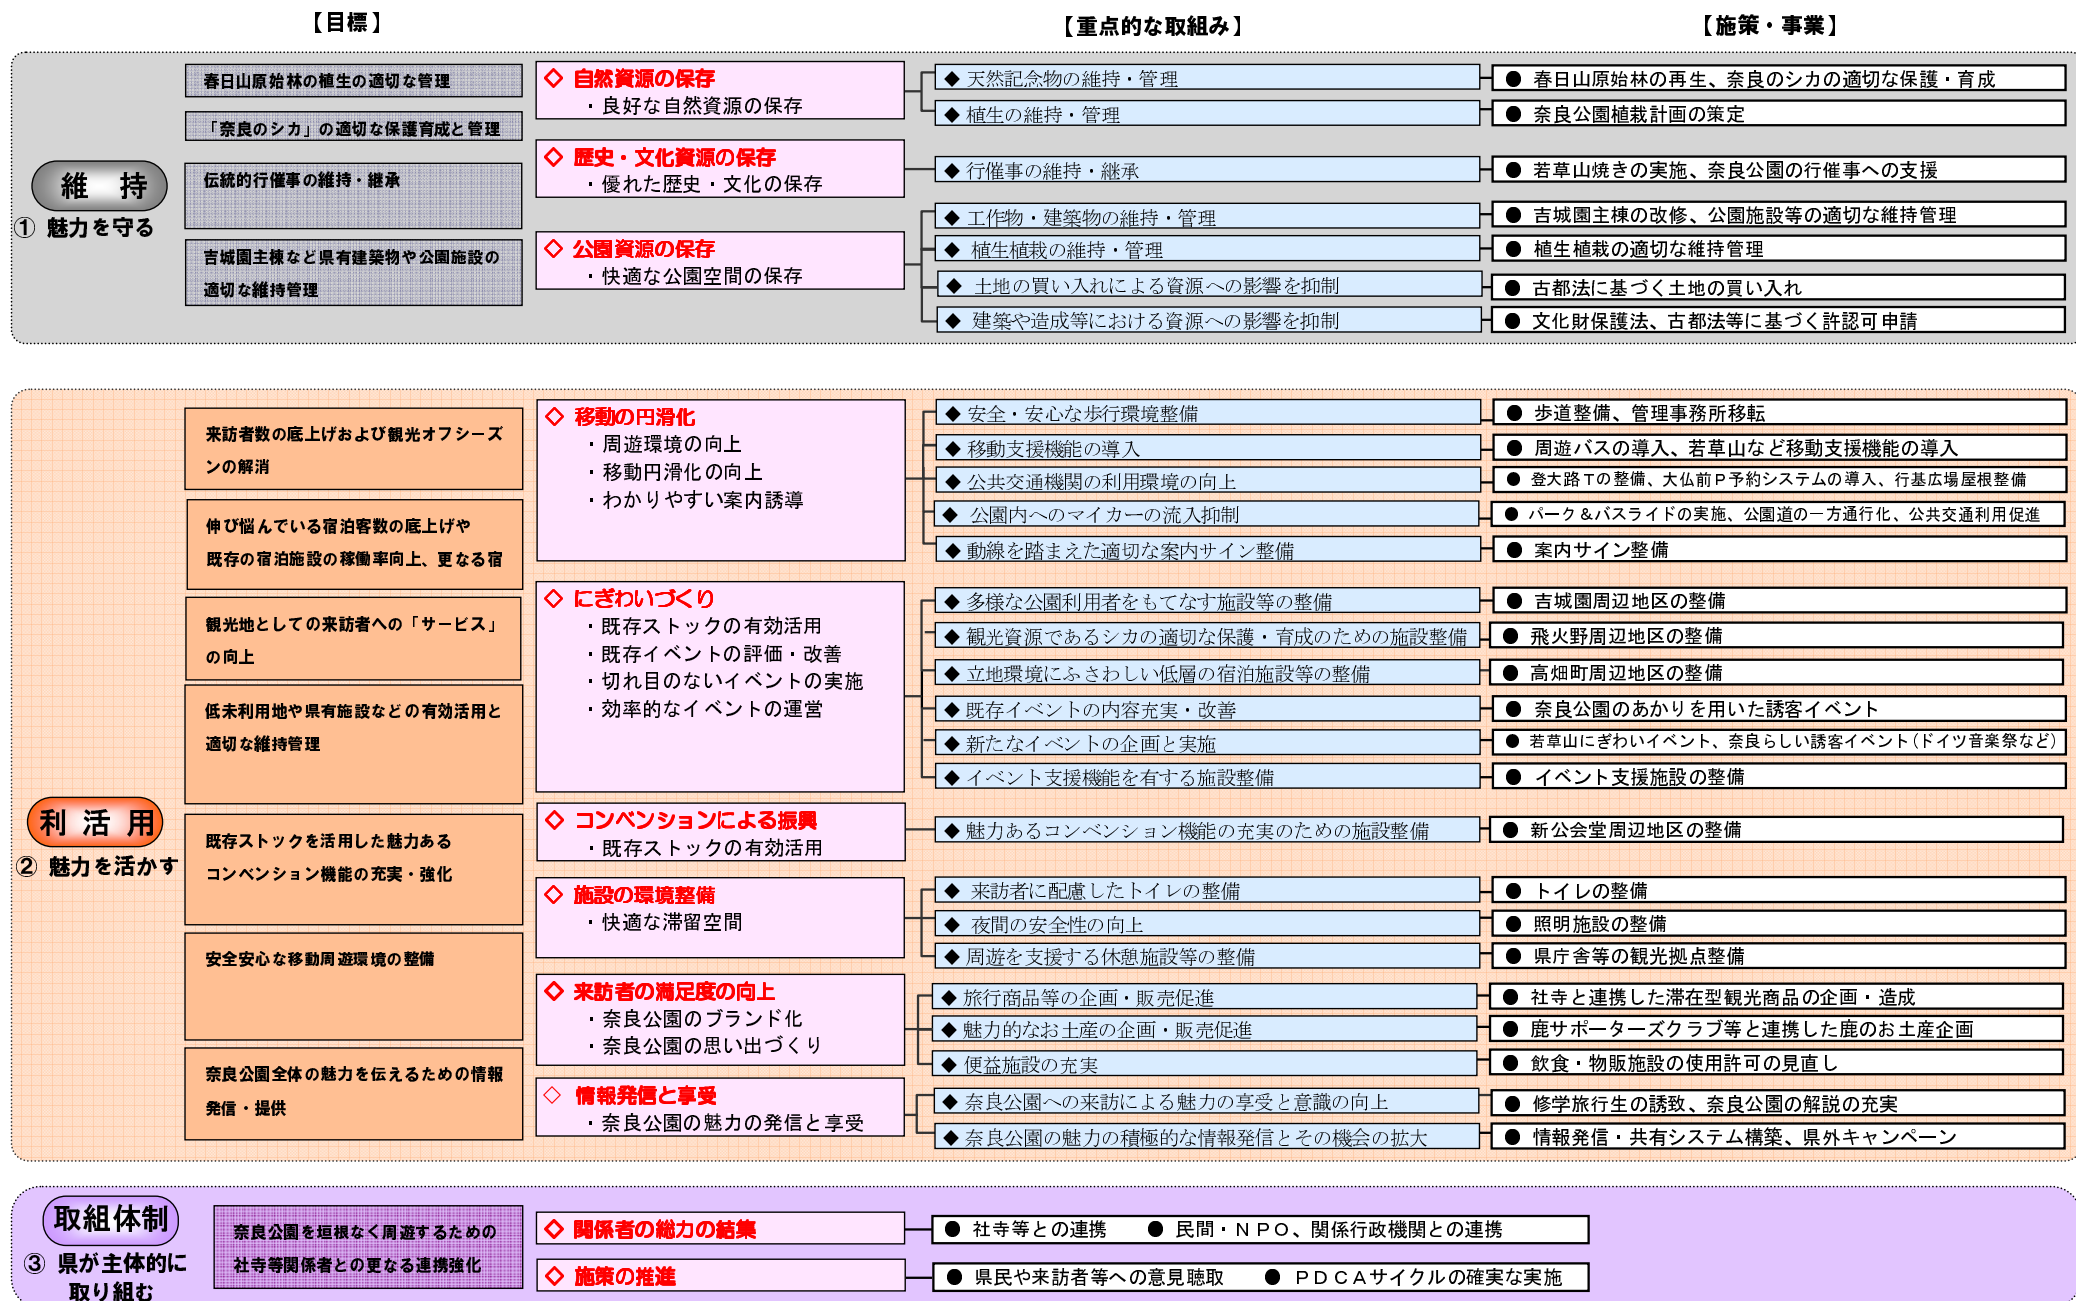 【目標】
【重点的な取組み】
【施策・事業】
維　持
① 魅力を守る
春日山原始林の植生の適切な管理
「奈良のシカ」の適切な保護育成と管理
伝統的行催事の維持・継承
吉城園主棟など県有建築物や公園施設の
適切な維持管理
◇ 自然資源の保存
・良好な自然資源の保存
◆ 天然記念物の維持・管理
● 春日山原始林の再生、奈良のシカの適切な保護・育成
◆ 植生の維持・管理
● 奈良公園植栽計画の策定
◇ 歴史・文化資源の保存
・優れた歴史・文化の保存
◆ 行催事の維持・継承
● 若草山焼きの実施、奈良公園の行催事への支援
◇ 公園資源の保存
・快適な公園空間の保存
◆ 工作物・建築物の維持・管理
● 吉城園主棟の改修、公園施設等の適切な維持管理
◆ 植生植栽の維持・管理
● 植生植栽の適切な維持管理
◆ 土地の買い入れによる資源への影響を抑制
● 古都法に基づく土地の買い入れ
◆ 建築や造成等における資源への影響を抑制
● 文化財保護法、古都法等に基づく許認可申請
利 活 用
② 魅力を活かす
来訪者数の底上げおよび観光オフシーズ
ンの解消
伸び悩んでいる宿泊客数の底上げや
既存の宿泊施設の稼働率向上、更なる宿
観光地としての来訪者への「サービス」
の向上
低未利用地や県有施設などの有効活用と
適切な維持管理
既存ストックを活用した魅力ある
コンベンション機能の充実・強化
安全安心な移動周遊環境の整備
奈良公園全体の魅力を伝えるための情報
発信・提供
◇ 移動の円滑化
・周遊環境の向上
・移動円滑化の向上
・わかりやすい案内誘導
◆ 安全・安心な歩行環境整備
● 歩道整備、管理事務所移転
◆ 移動支援機能の導入
● 周遊バスの導入、若草山など移動支援機能の導入
◆ 公共交通機関の利用環境の向上
● 登大路Tの整備、大仏前P予約システムの導入、行基広場屋根整備
◆ 公園内へのマイカーの流入抑制
● パーク&バスライドの実施、公園道の一方通行化、公共交通利用促進
◆ 動線を踏まえた適切な案内サイン整備
● 案内サイン整備
◇ にぎわいづくり
・既存ストックの有効活用
・既存イベントの評価・改善
・切れ目のないイベントの実施
・効率的なイベントの運営
◆ 多様な公園利用者をもてなす施設等の整備
● 吉城園周辺地区の整備
◆ 観光資源であるシカの適切な保護・育成のための施設整備
● 飛火野周辺地区の整備
◆ 立地環境にふさわしい低層の宿泊施設等の整備
● 高畑町周辺地区の整備
◆ 既存イベントの内容充実・改善
● 奈良公園のあかりを用いた誘客イベント
◆ 新たなイベントの企画と実施
● 若草山にぎわいイベント、奈良らしい誘客イベント(ドイツ音楽祭など)
◆ イベント支援機能を有する施設整備
● イベント支援施設の整備
◇ コンベンションによる振興
・既存ストックの有効活用
◆ 魅力あるコンベンション機能の充実のための施設整備
● 新公会堂周辺地区の整備
◇ 施設の環境整備
・快適な滞留空間
◆ 来訪者に配慮したトイレの整備
● トイレの整備
◆ 夜間の安全性の向上
● 照明施設の整備
◆ 周遊を支援する休憩施設等の整備
● 県庁舎等の観光拠点整備
◇ 来訪者の満足度の向上
・奈良公園のブランド化
・奈良公園の思い出づくり
◆ 旅行商品等の企画・販売促進
● 社寺と連携した滞在型観光商品の企画・造成
◆ 魅力的なお土産の企画・販売促進
● 鹿サポーターズクラブ等と連携した鹿のお土産企画
◆ 便益施設の充実
● 飲食・物販施設の使用許可の見直し
◇ 情報発信と享受
・奈良公園の魅力の発信と享受
◆ 奈良公園への来訪による魅力の享受と意識の向上
● 修学旅行生の誘致、奈良公園の解説の充実
◆ 奈良公園の魅力の積極的な情報発信とその機会の拡大
● 情報発信・共有システム構築、県外キャンペーン
取組体制
③ 県が主体的に
取り組む
奈良公園を垣根なく周遊するための
社寺等関係者との更なる連携強化
◇ 関係者の総力の結集
● 社寺等との連携　● 民間・NPO、関係行政機関との連携
◇ 施策の推進
● 県民や来訪者等への意見聴取　● PDCAサイクルの確実な実施